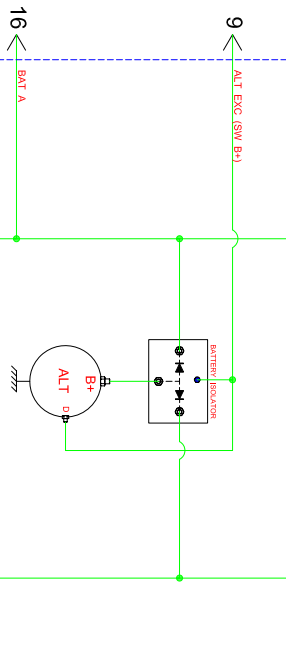 16
9
BAT A
ALT EXC (SW B+)
BATTERY ISOLATOR
B+
ALT
D